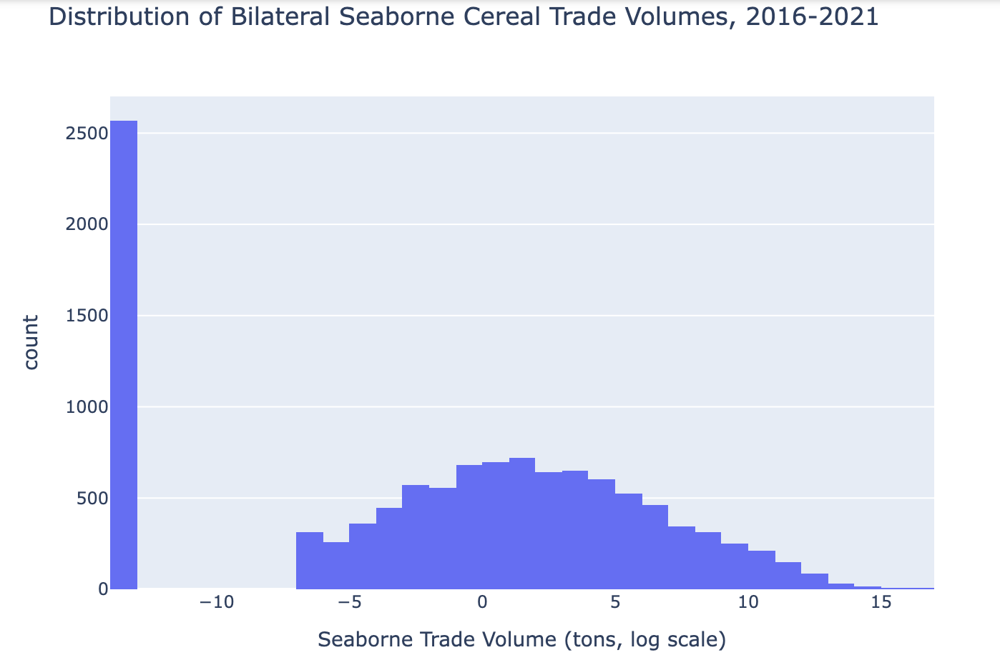 Distribution of Bilateral Seaborne Cereal Trade Volumes, 2016-2021
2500
2000
1500
1000
500
0
count
−10 −5 0 5 10 15
Seaborne Trade Volume (tons, log scale)